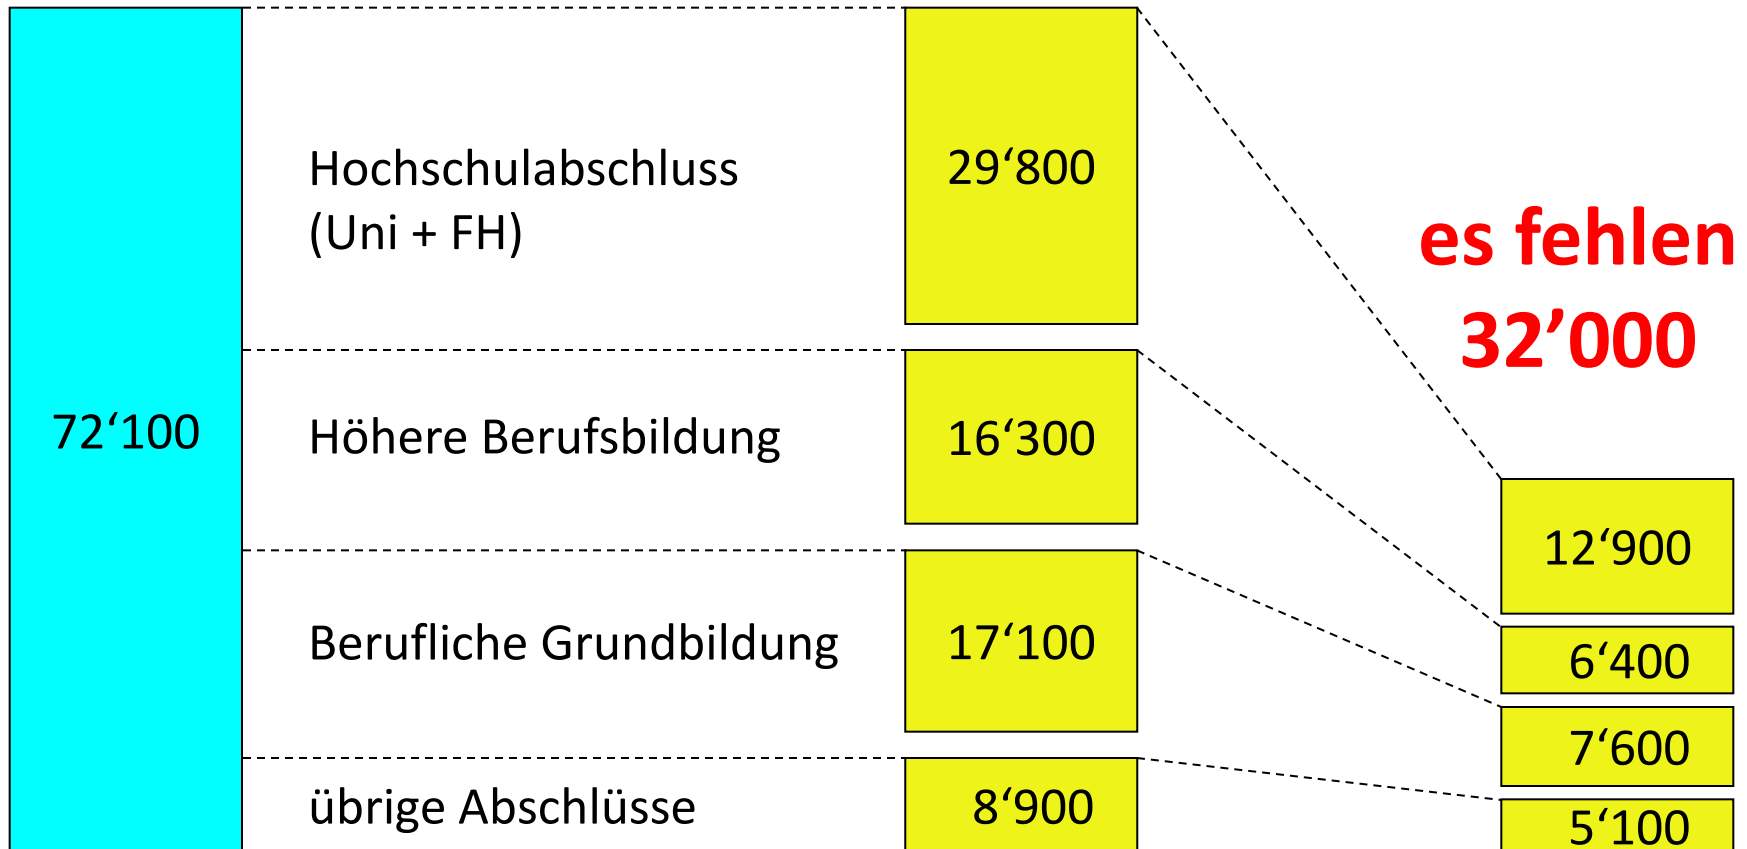 Hochschulabschluss
(Uni + FH)
29‘800
es fehlen
32’000
72‘100
Höhere Berufsbildung
16‘300
12‘900
Berufliche Grundbildung
17‘100
6‘400
7‘600
übrige Abschlüsse
8‘900
5‘100